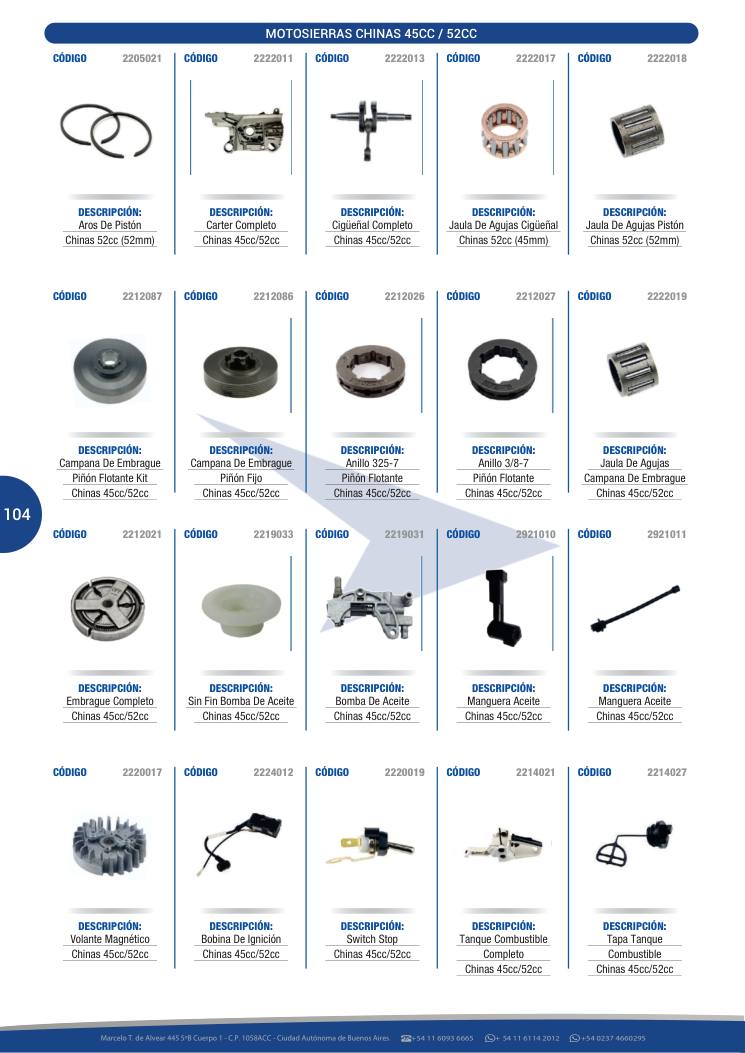 MOTOSIERRAS CHINAS 45CC / 52CC
CÓDIGO 2205021
DESCRIPCIÓN:
Aros De Pistón
Chinas 52cc (52mm)
CÓDIGO 2222011
DESCRIPCIÓN:
Carter Completo
Chinas 45cc/52cc
CÓDIGO 2222013
DESCRIPCIÓN:
Cigüeñal Completo
Chinas 45cc/52cc
CÓDIGO 2222017
DESCRIPCIÓN:
Jaula De Agujas Cigüeñal
Chinas 52cc (45mm)
CÓDIGO 2222018
DESCRIPCIÓN:
Jaula De Agujas Pistón
Chinas 52cc (52mm)
CÓDIGO 2212087
DESCRIPCIÓN:
Campana De Embrague
Piñón Flotante Kit
Chinas 45cc/52cc
CÓDIGO 2212086
DESCRIPCIÓN:
Campana De Embrague
Piñón Fijo
Chinas 45cc/52cc
CÓDIGO 2212026
DESCRIPCIÓN:
Anillo 325-7
Piñón Flotante
Chinas 45cc/52cc
CÓDIGO 2212027
DESCRIPCIÓN:
Anillo 3/8-7
Piñón Flotante
Chinas 45cc/52cc
CÓDIGO 2222019
DESCRIPCIÓN:
Jaula De Agujas
Campana De Embrague
Chinas 45cc/52cc
104
CÓDIGO 2212021
DESCRIPCIÓN:
Embrague Completo
Chinas 45cc/52cc
CÓDIGO 2219033
DESCRIPCIÓN:
Sin Fin Bomba De Aceite
Chinas 45cc/52cc
CÓDIGO 2219031
DESCRIPCIÓN:
Bomba De Aceite
Chinas 45cc/52cc
CÓDIGO 2921010
DESCRIPCIÓN:
Manguera Aceite
Chinas 45cc/52cc
CÓDIGO 2921011
DESCRIPCIÓN:
Manguera Aceite
Chinas 45cc/52cc
CÓDIGO 2220017
DESCRIPCIÓN:
Volante Magnético
Chinas 45cc/52cc
CÓDIGO 2224012
DESCRIPCIÓN:
Bobina De Ignición
Chinas 45cc/52cc
CÓDIGO 2220019
DESCRIPCIÓN:
Switch Stop
Chinas 45cc/52cc
CÓDIGO 2214021
DESCRIPCIÓN:
Tanque Combustible
Completo
Chinas 45cc/52cc
CÓDIGO 2214027
DESCRIPCIÓN:
Tapa Tanque
Combustible
Chinas 45cc/52cc
Marcelo T. de Alvear 445 5ºB Cuerpo 1 - C.P. 1058ACC - Ciudad Autónoma de Buenos Aires. +54 11 6093 6665 + 54 11 6114 2012 +54 0237 4660295